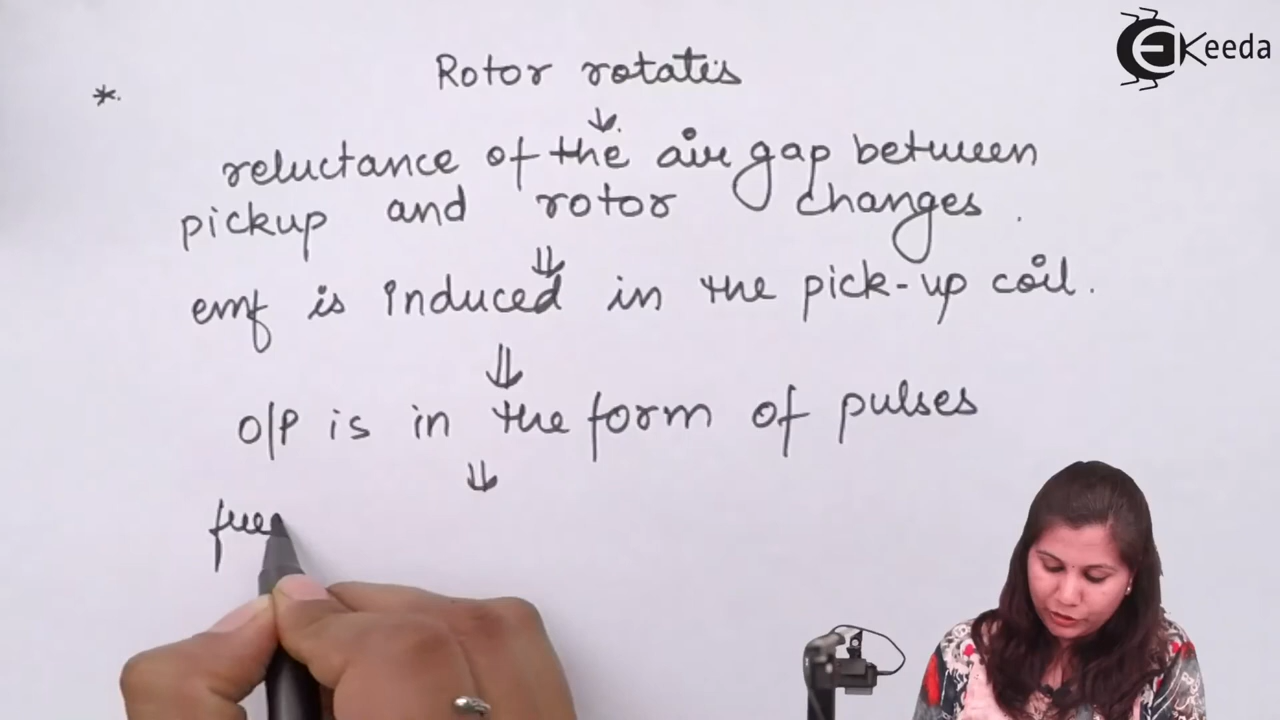 Keeda
*. Rotor rotates
reluctance of the air gap between
pickup and rotor changes.
emf is induced in the pick-up coil.
O/P is in the form of pulses